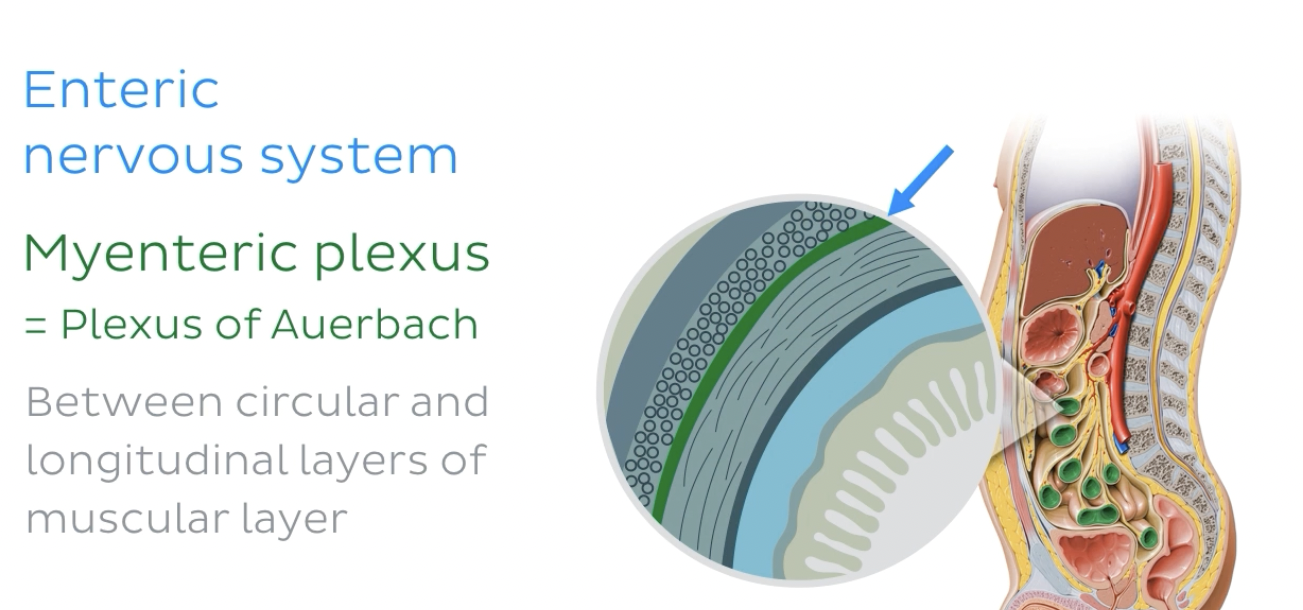 Enteric
nervous system
Myenteric plexus
= Plexus of Auerbach
Between circular and
longitudinal layers of
muscular layer